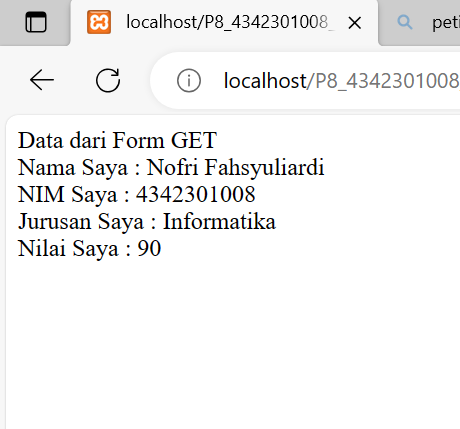 localhost/P8_4342301008_
peti
localhost/P8_4342301008
Data dari Form GET
Nama Saya : Nofri Fahsyuliardi
NIM Saya : 4342301008
Jurusan Saya : Informatika
Nilai Saya : 90